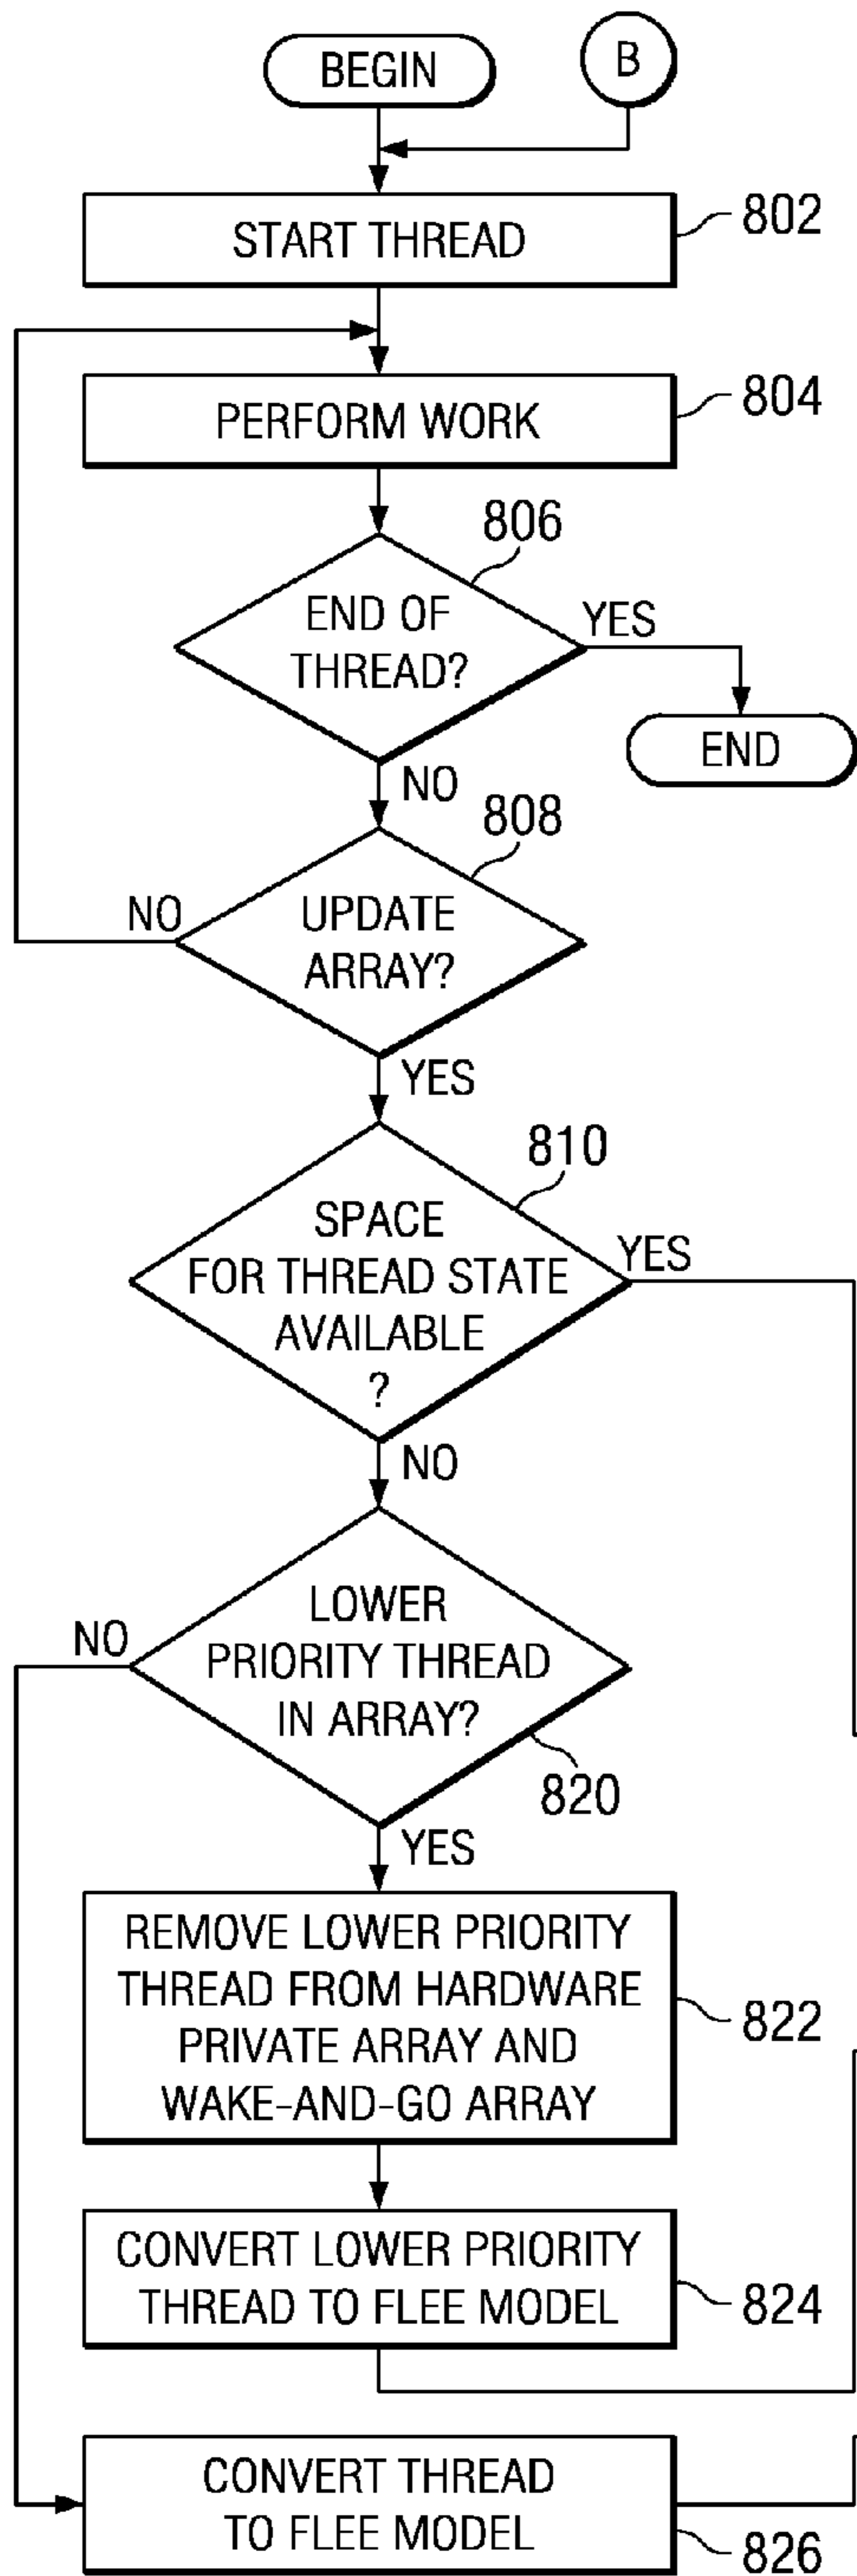 BEGIN
B
START THREAD
802
PERFORM WORK
804
806
END OF
THREAD?
YES
END
NO
808
UPDATE
ARRAY?
NO
YES
810
SPACE
FOR THREAD STATE
AVAILABLE
?
YES
NO
LOWER
PRIORITY THREAD
IN ARRAY?
NO
820
YES
REMOVE LOWER PRIORITY
THREAD FROM HARDWARE
PRIVATE ARRAY AND
WAKE-AND-GO ARRAY
822
CONVERT LOWER PRIORITY
THREAD TO FLEE MODEL
824
CONVERT THREAD
TO FLEE MODEL
826